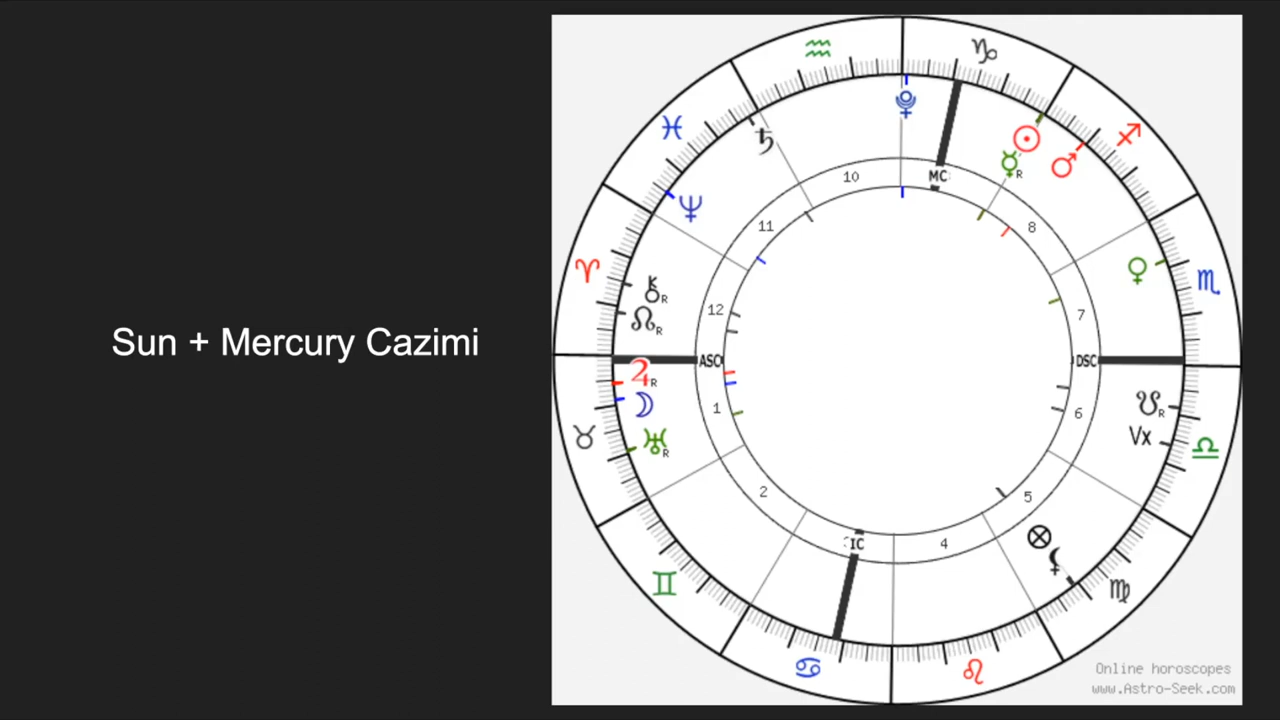 Sun + Mercury Cazimi
10
MC
11
R
8
12
R
R
7
ASC
DSC
R
1
6
R
Vx
R
2
5
IC
4
Online horoscopes
www.Astro-Seek.com